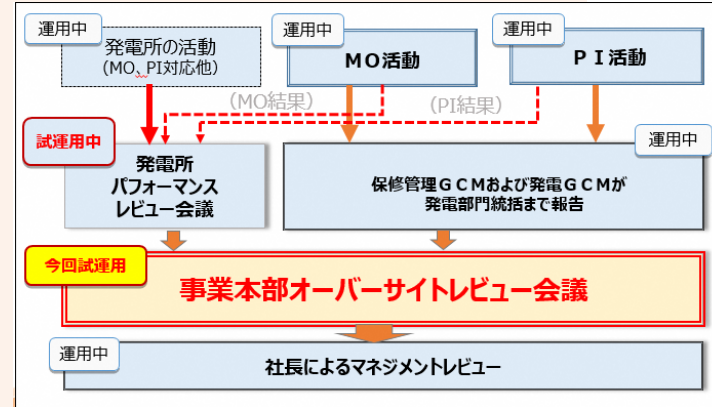 運用中
発電所の活動
(MO、PI対応他)
運用中
MO活動
運用中
PI活動
(MO結果)
(PI結果)
試運用中
発電所
パフォーマンス
レビュー会議
運用中
保修管理GCMおよび発電GCMが
発電部門統括まで報告
今回試運用
事業本部オーバーサイトレビュー会議
運用中
社長によるマネジメントレビュー